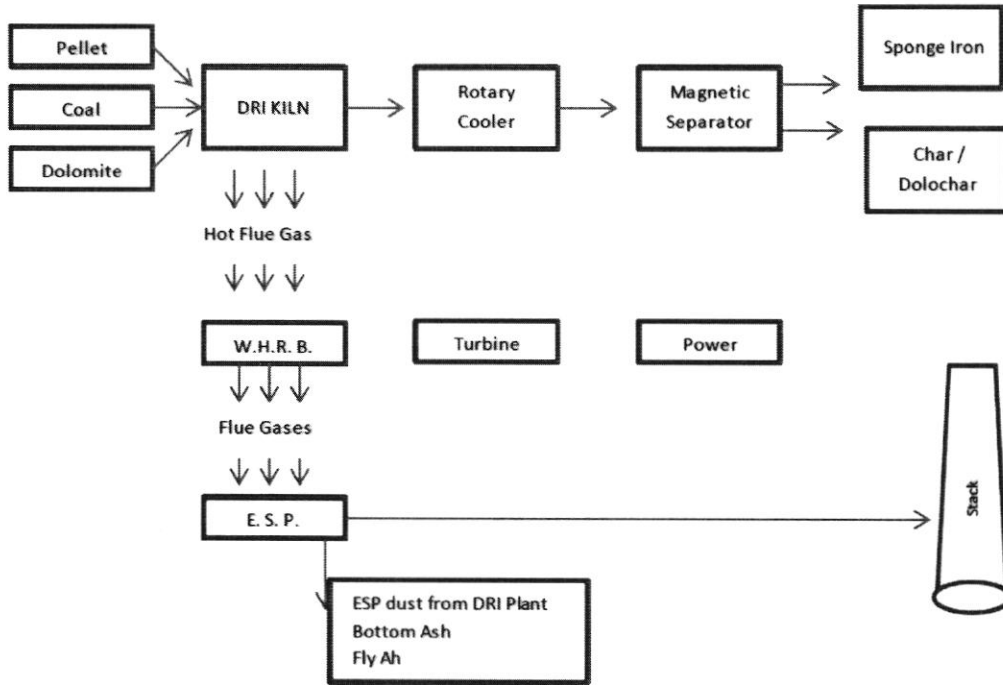 Pellet
Coal
Dolomite
DRI KILN
Rotary
Cooler
Magnetic
Separator
Sponge Iron
Char /
Dolochar
Hot Flue Gas
W.H.R. B.
Turbine
Power
Flue Gases
E. S. P.
Stack
ESP dust from DRI Plant
Bottom Ash
Fly Ah